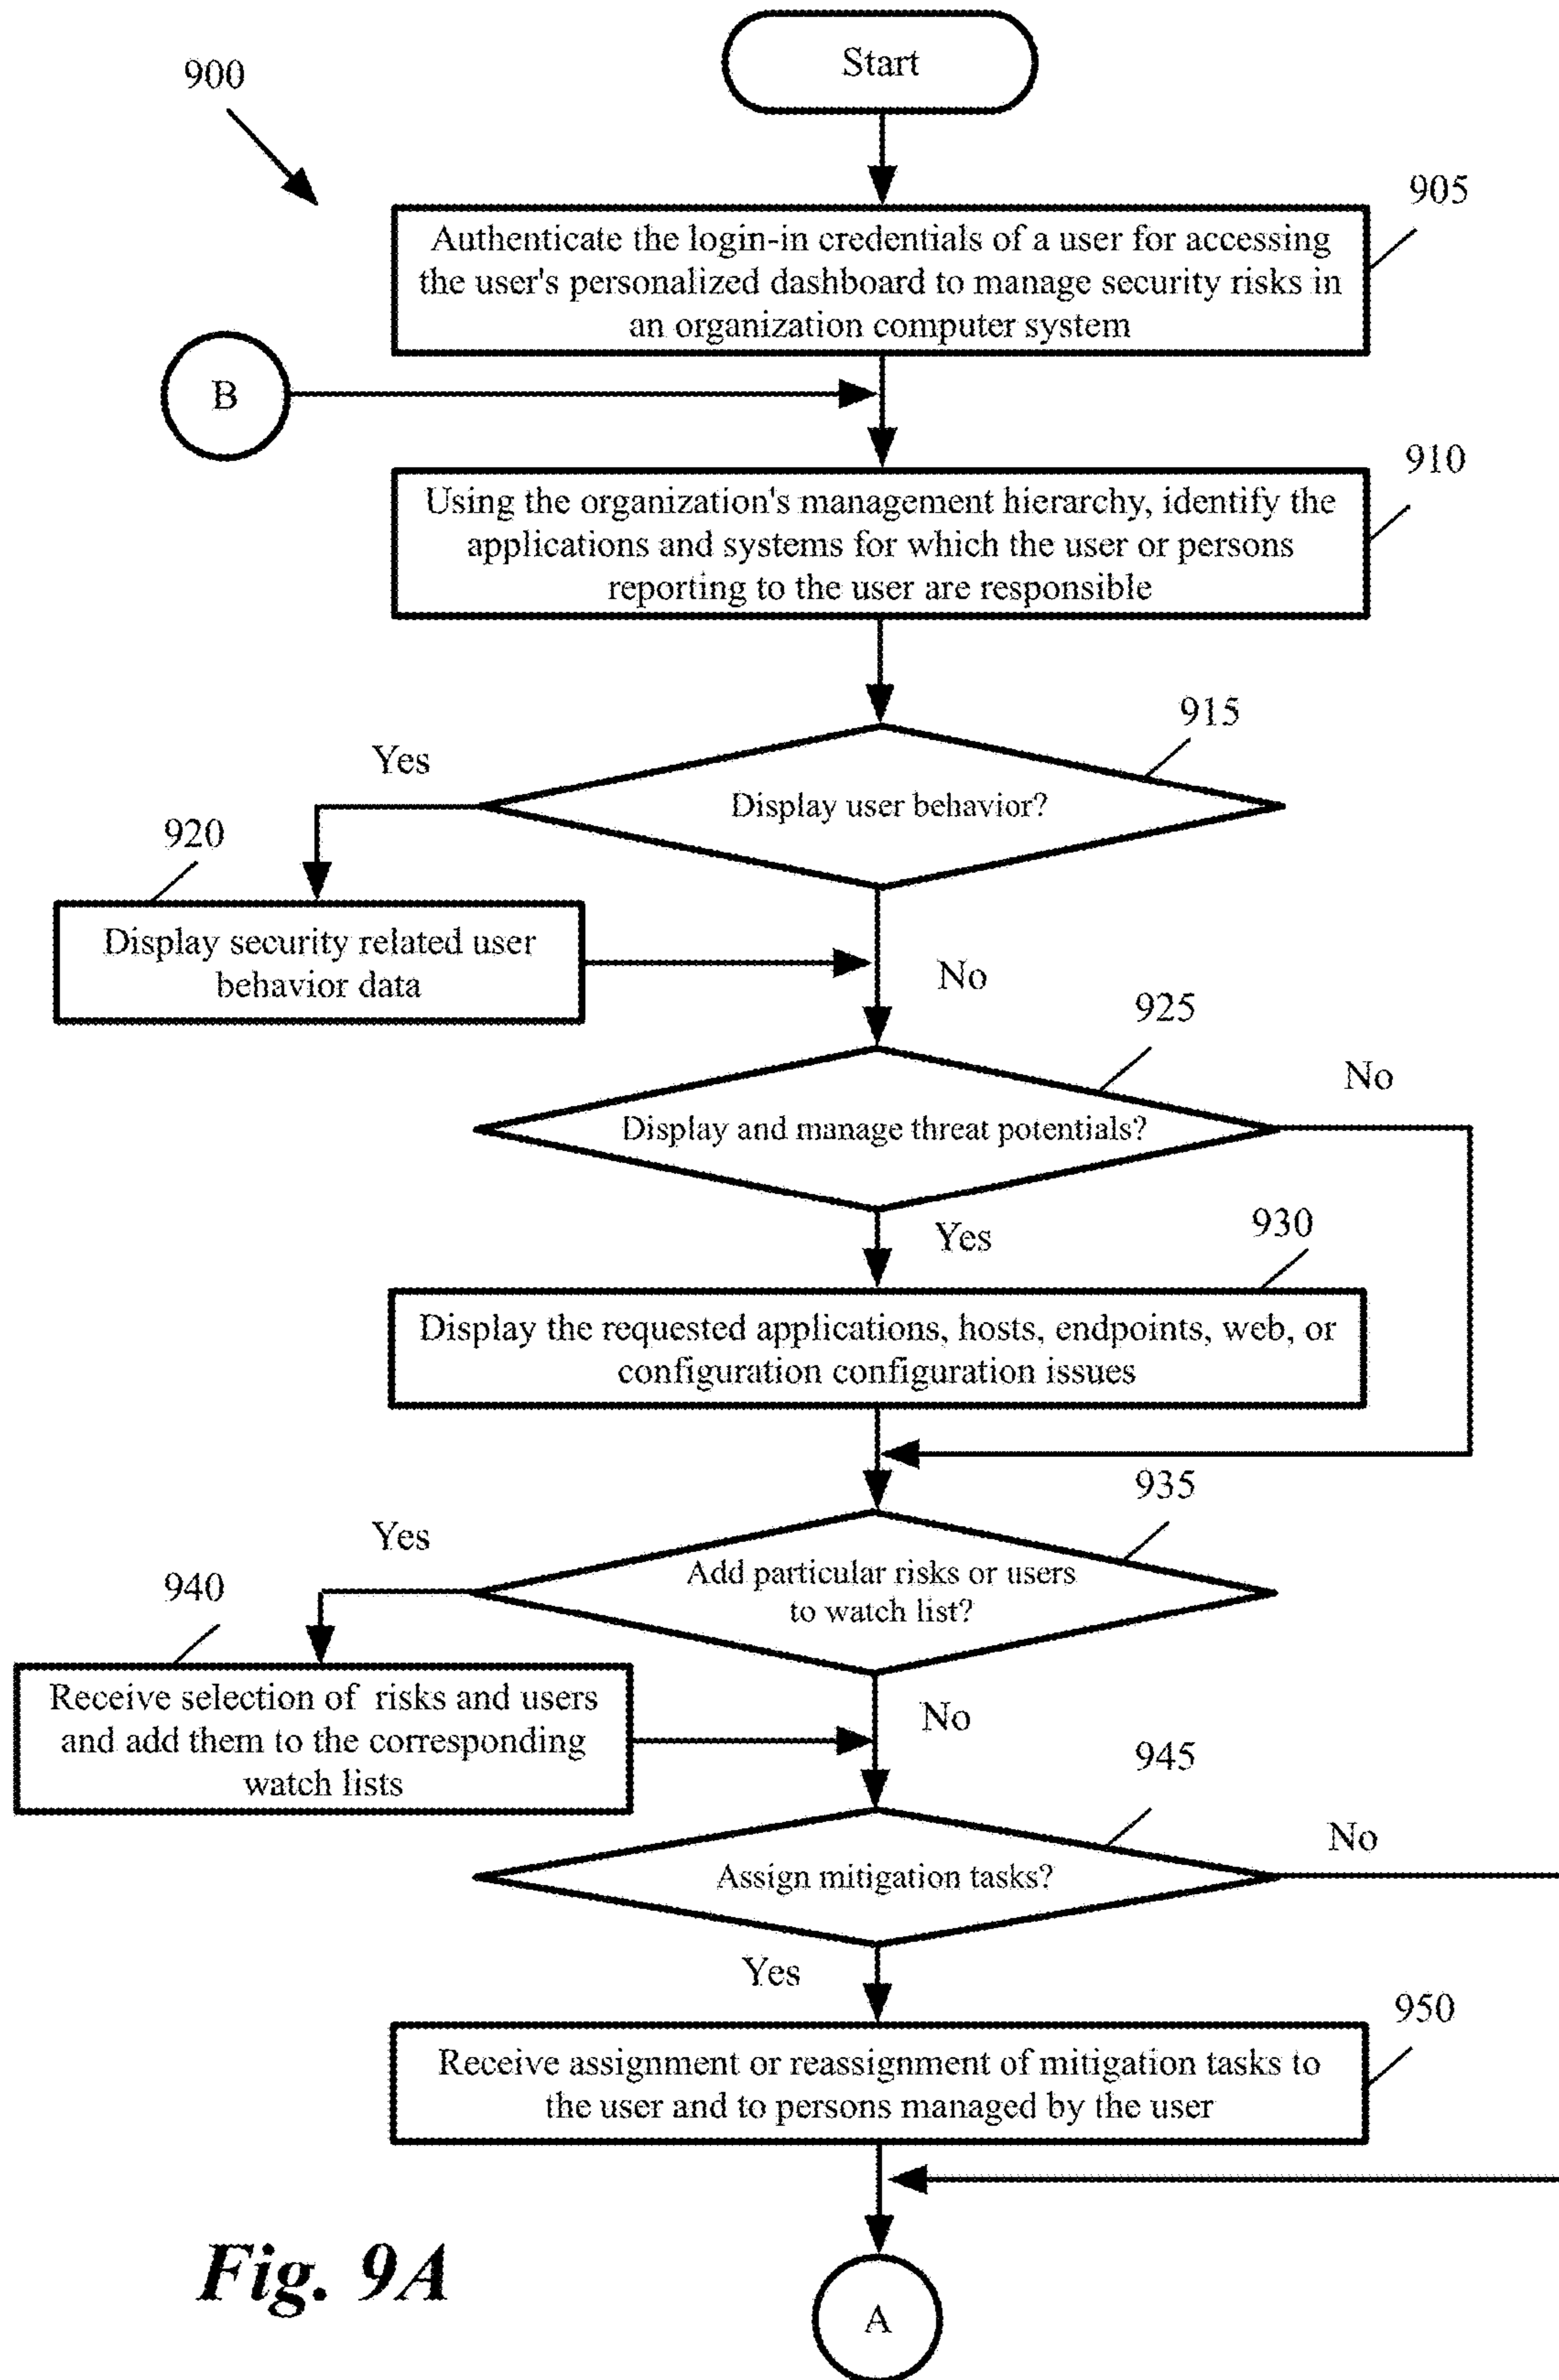 Start
900
905
Authenticate the login-in credentials of a user for accessing
the user's personalized dashboard to manage security risks in
an organization computer system
B
910
Using the organization's management hierarchy, identify the
applications and systems for which the user or persons
reporting to the user are responsible
915
Yes
Display user behavior?
920
Display security related user
behavior data
No
925
No
Display and manage threat potentials?
Yes
930
Display the requested applications, hosts, endpoints, web, or
configuration configuration issues
935
Yes
Add particular risks or users
to watch list?
940
Receive selection of risks and users
and add them to the corresponding
watch lists
No
945
No
Assign mitigation tasks?
Yes
950
Receive assignment or reassignment of mitigation tasks to
the user and to persons managed by the user
Fig. 9A
A